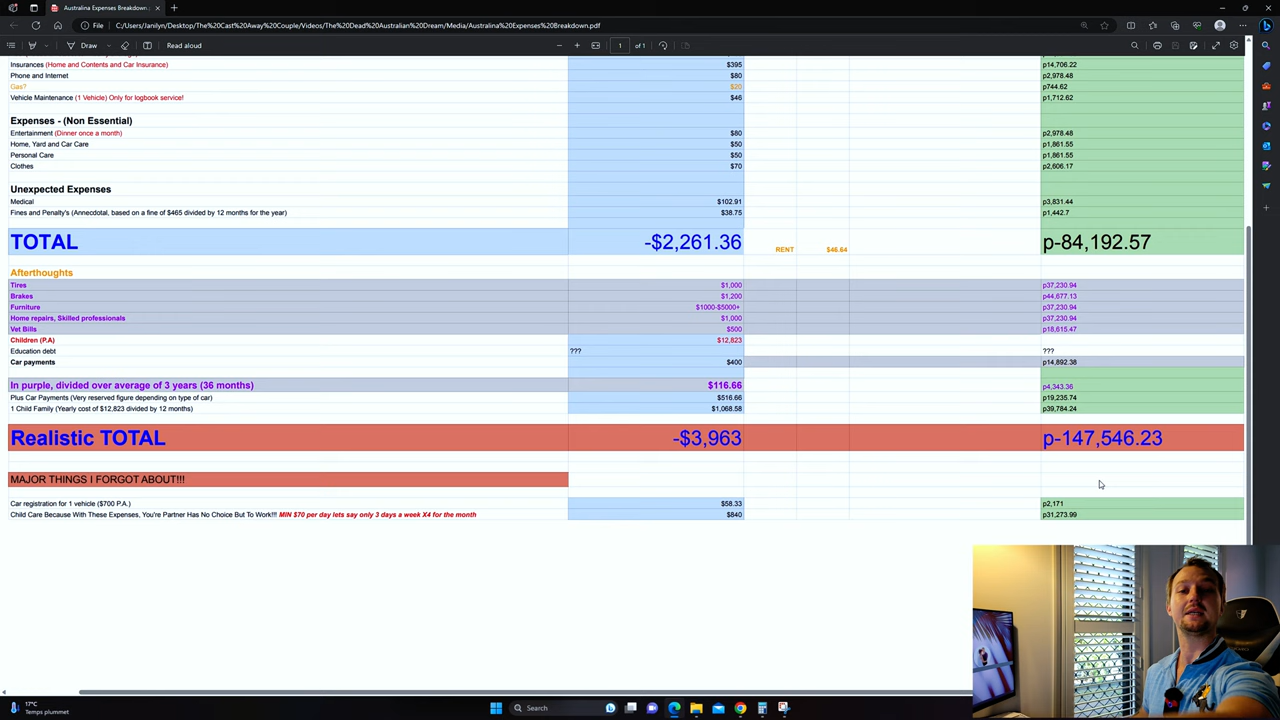 Australina Expenses Breakdown.pdf
File C:/Users/Janilyn/Desktop/The%20Cast%20Away%20Couple/Videos/The%20Dead%20Australian%20Dream/Media/Australina%20Expenses%20Breakdown.pdf
Draw Read aloud 1 of 1
Insurances (Home and Contents and Car Insurance) $395 p14,706.22
Phone and Internet $80 p2,978.48
Gas? $20 p744.62
Vehicle Maintenance (1 Vehicle) Only for logbook service! $46 p1,712.62
Expenses - (Non Essential)
Entertainment (Dinner once a month) $80 p2,978.48
Home, Yard and Car Care $50 p1,861.55
Personal Care $50 p1,861.55
Clothes $70 p2,606.17
Unexpected Expenses
Medical $102.91 p3,831.44
Fines and Penalty's (Annecdotal, based on a fine of $465 divided by 12 months for the year) $38.75 p1,442.7
TOTAL -$2,261.36 RENT $46.64 p-84,192.57
Afterthoughts
Tires $1,000 p37,230.94
Brakes $1,200 p44,677.13
Furniture $1000-$5000+ p37,230.94
Home repairs, Skilled professionals $1,000 p37,230.94
Vet Bills $500 p18,615.47
Children (P.A) $12,823
Education debt ??? ???
Car payments $400 p14,892.38
In purple, divided over average of 3 years (36 months) $116.66 p4,343.36
Plus Car Payments (Very reserved figure depending on type of car) $516.66 p19,235.74
1 Child Family (Yearly cost of $12,823 divided by 12 months) $1,068.58 p39,784.24
Realistic TOTAL -$3,963 p-147,546.23
MAJOR THINGS I FORGOT ABOUT!!!
Car registration for 1 vehicle ($700 P.A.) $58.33 p2,171
Child Care Because With These Expenses, You're Partner Has No Choice But To Work!!! MIN $70 per day lets say only 3 days a week X4 for the month $840 p31,273.99
17°C
Temps plummet
Search